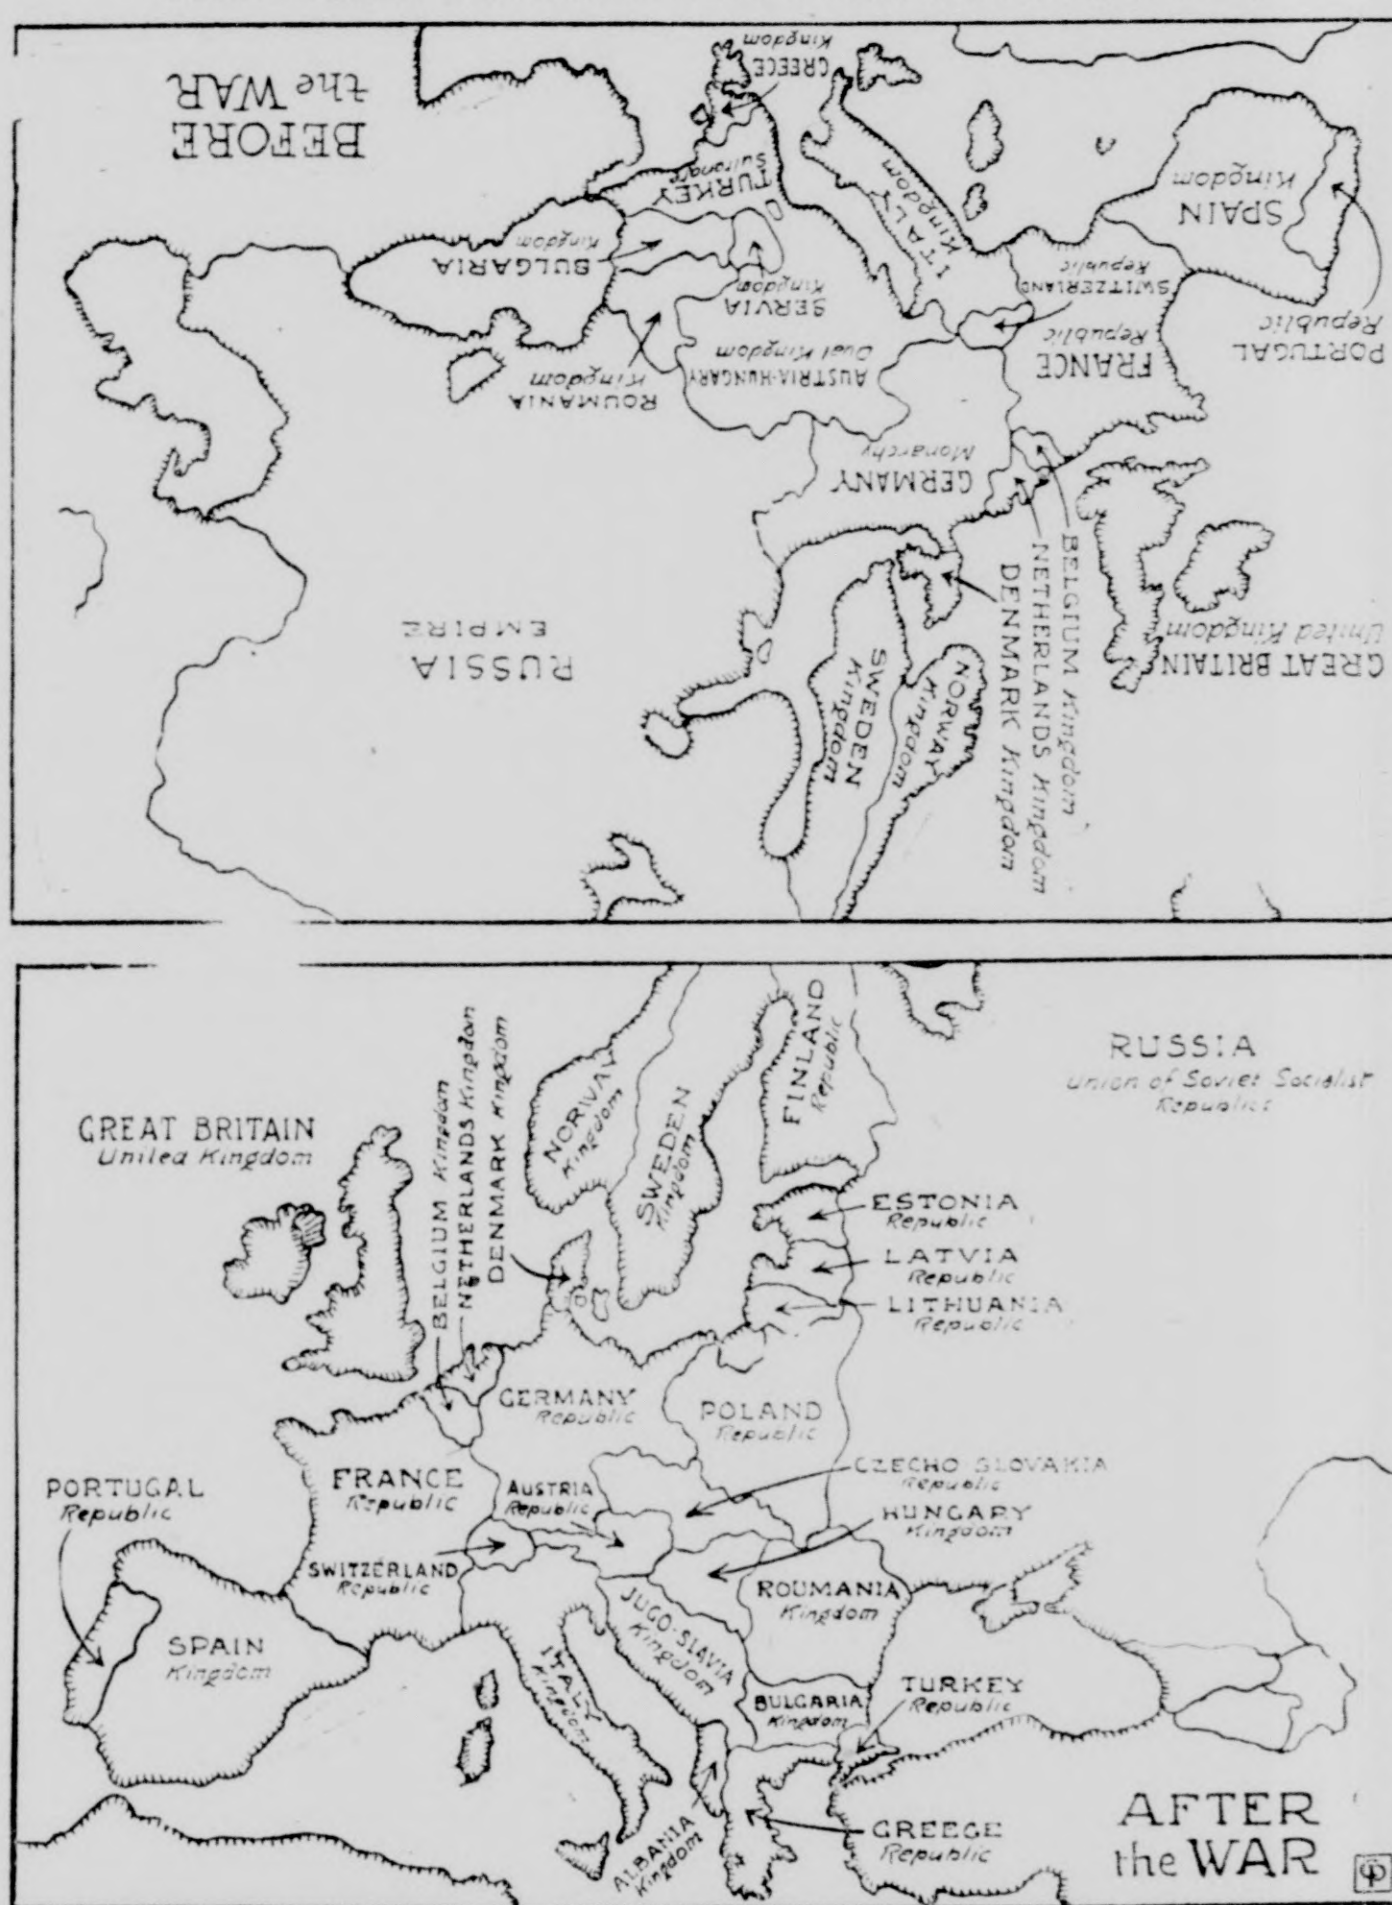 BEFORE
the WAR
GREECE
Kingdom
TURKEY
Sultanate
ITALY
Kingdom
SPAIN
Kingdom
BULGARIA
Kingdom
SERVIA
Kingdom
SWITZERLAND
Republic
PORTUGAL
Republic
ROUMANIA
Kingdom
AUSTRIA-HUNGARY
Dual Kingdom
FRANCE
Republic
GERMANY
Monarchy
BELGIUM Kingdom
NETHERLANDS Kingdom
DENMARK Kingdom
RUSSIA
EMPIRE
SWEDEN
Kingdom
NORWAY
Kingdom
GREAT BRITAIN
United Kingdom
GREAT BRITAIN
United Kingdom
BELGIUM Kingdom
NETHERLANDS Kingdom
DENMARK Kingdom
NORWAY
Kingdom
SWEDEN
Kingdom
FINLAND
Republic
RUSSIA
Union of Soviet Socialist
Republics
ESTONIA
Republic
LATVIA
Republic
LITHUANIA
Republic
GERMANY
Republic
POLAND
Republic
PORTUGAL
Republic
FRANCE
Republic
AUSTRIA
Republic
CZECHO SLOVAKIA
Republic
HUNGARY
Kingdom
SWITZERLAND
Republic
ROUMANIA
Kingdom
JUGO-SLAVIA
Kingdom
SPAIN
Kingdom
ITALY
Kingdom
BULGARIA
Kingdom
TURKEY
Republic
ALBANIA
Kingdom
GREEGE
Republic
AFTER
the WAR